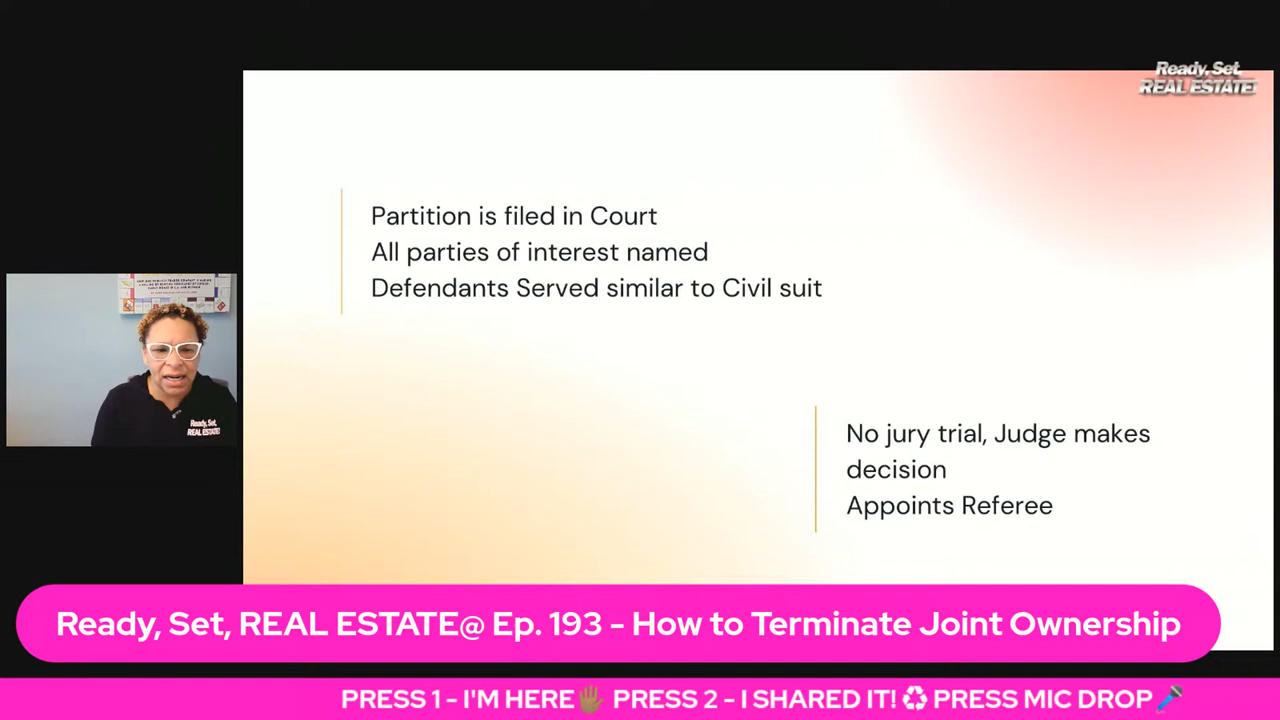 Ready, Set,
REAL ESTATE!
Partition is filed in Court
All parties of interest named
Defendants Served similar to Civil suit
No jury trial, Judge makes
decision
Appoints Referee
Ready, Set,
REAL ESTATE!
Ready, Set, REAL ESTATE@ Ep. 193 - How to Terminate Joint Ownership
PRESS 1 - I'M HERE🖐🏾 PRESS 2 - I SHARED IT! ♻ PRESS MIC DROP🎤